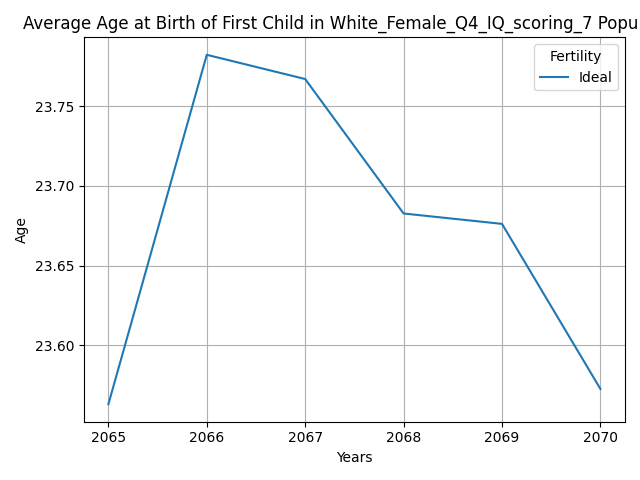 Average Age at Birth of First Child in White_Female_Q4_IQ_scoring_7 Popu
Fertility
Ideal
23.75
23.70
23.65
23.60
Age
2065 2066 2067 2068 2069 2070
Years